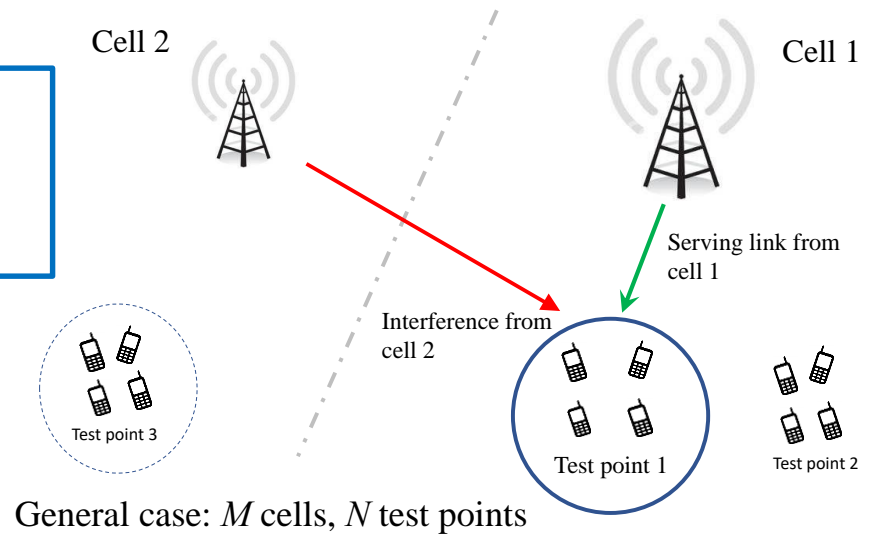 Cell 2
Cell 1
Serving link from
cell 1
Interference from
cell 2
Test point 3
Test point 1
Test point 2
General case: M cells, N test points